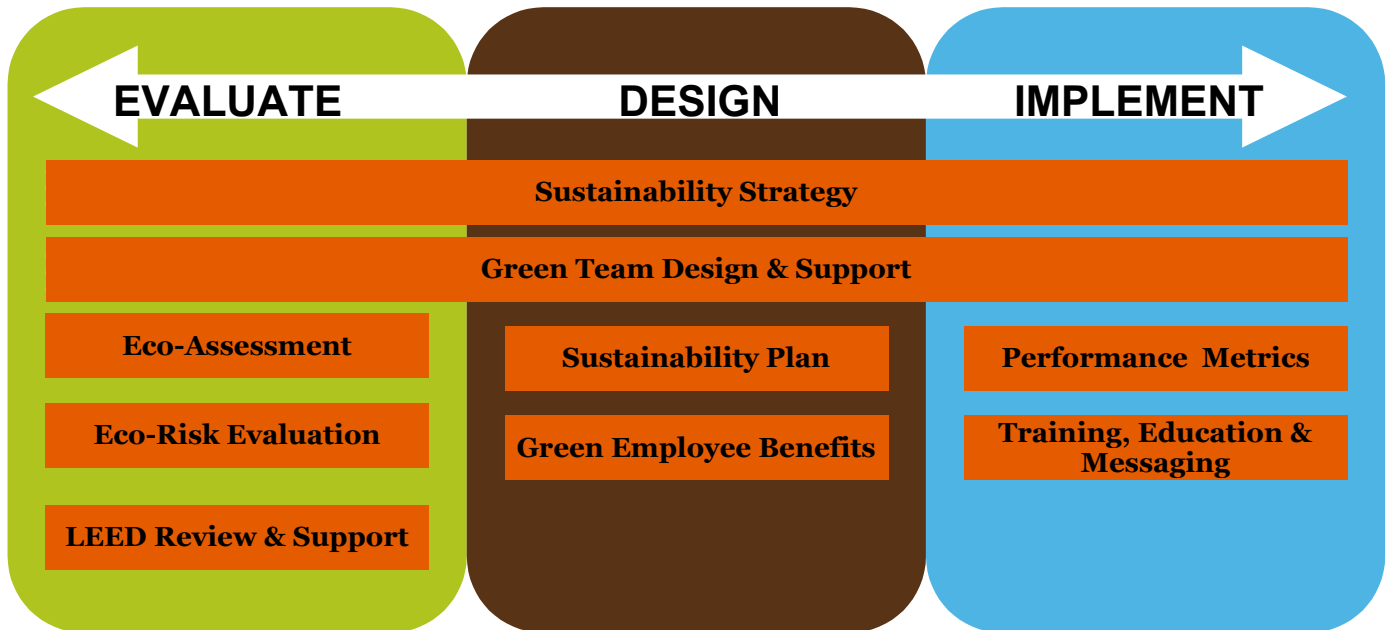 EVALUATE DESIGN IMPLEMENT
Sustainability Strategy
Green Team Design & Support
Eco-Assessment
Eco-Risk Evaluation
LEED Review & Support
Sustainability Plan
Green Employee Benefits
Performance Metrics
Training, Education &
Messaging